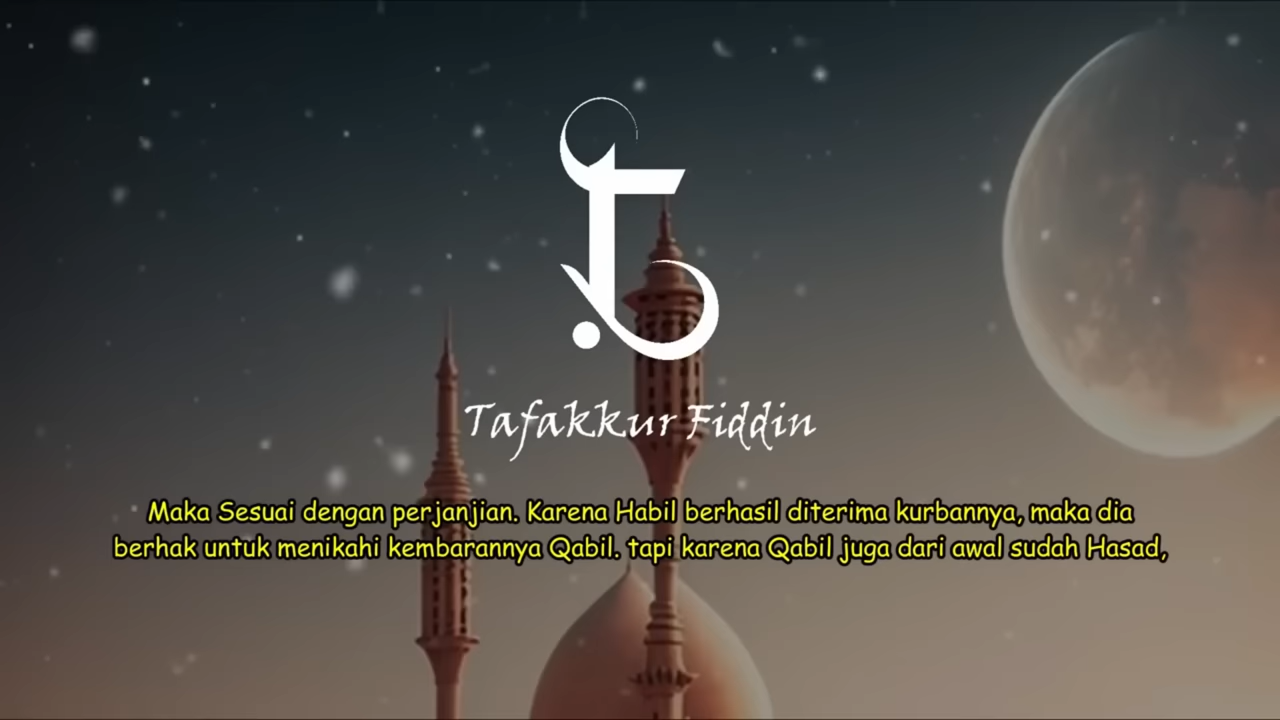 Tafakkur Fiddin
Maka Sesuai dengan perjanjian. Karena Habil berhasil diterima kurbannya, maka dia
berhak untuk menikahi kembarannya Qabil. tapi karena Qabil juga dari awal sudah Hasad,